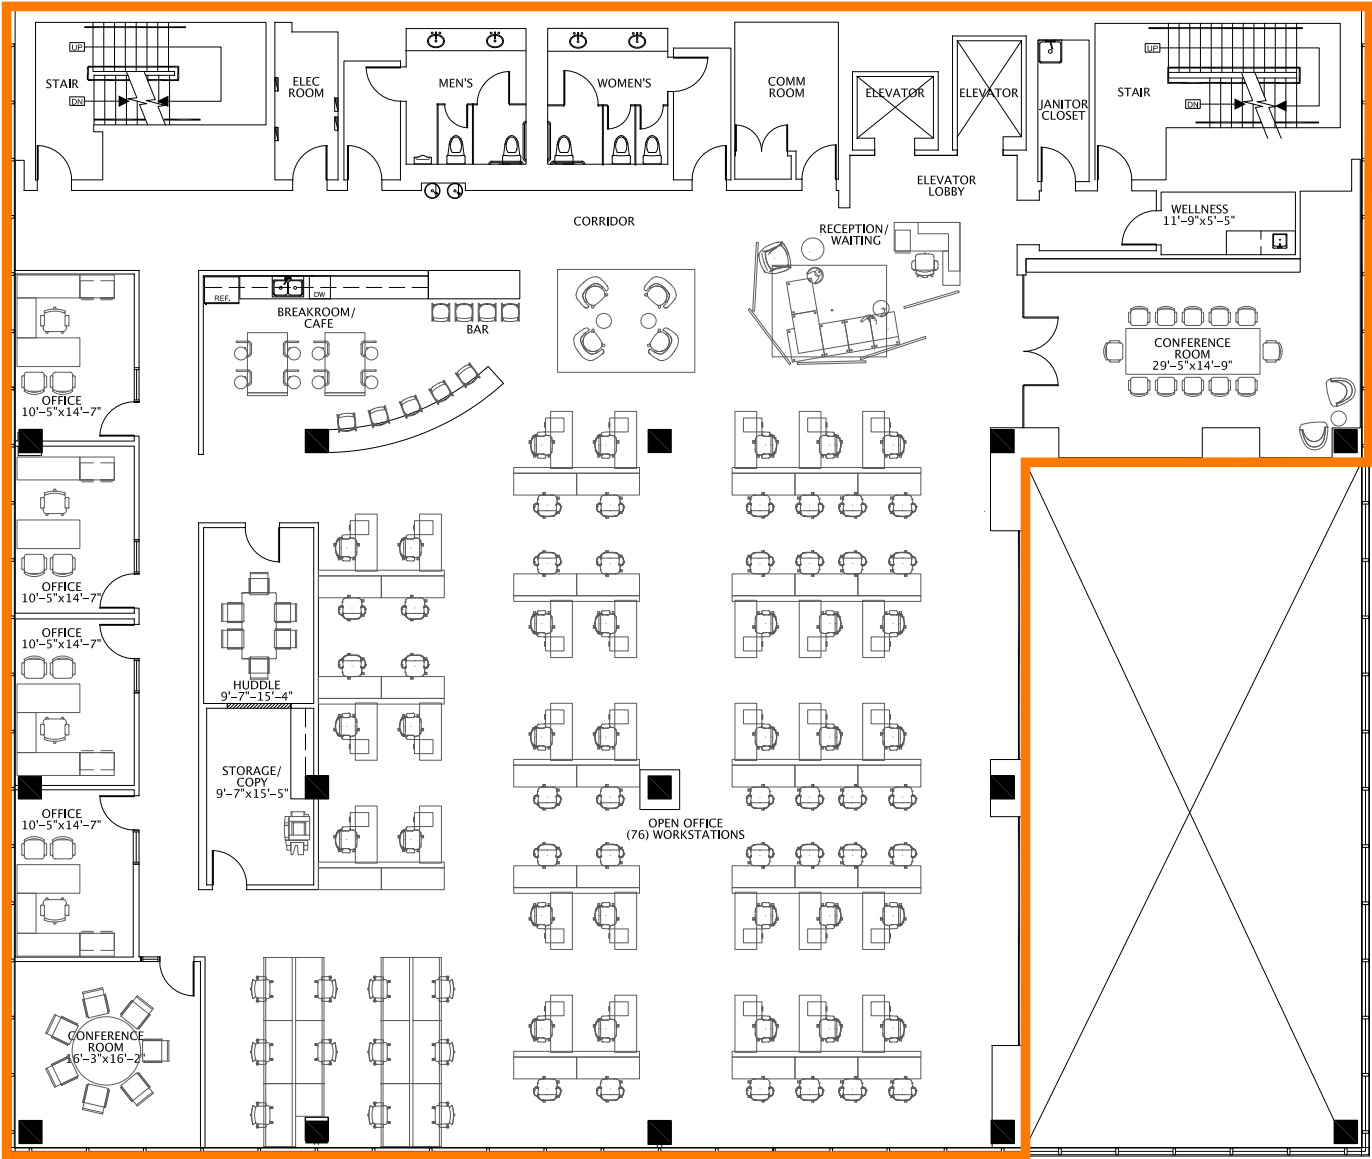 UP
STAIR
DN
ELEC
ROOM
MEN'S
WOMEN'S
COMM
ROOM
ELEVATOR
ELEVATOR
JANITOR
CLOSET
UP
STAIR
DN
ELEVATOR
LOBBY
CORRIDOR
RECEPTION/
WAITING
WELLNESS
11'-9"x5'-5"
REF.
DW
BREAKROOM/
CAFE
BAR
CONFERENCE
ROOM
29'-5"x14'-9"
OFFICE
10'-5"x14'-7"
OFFICE
10'-5"x14'-7"
OFFICE
10'-5"x14'-7"
HUDDLE
9'-7"-15'-4"
STORAGE/
COPY
9'-7"x15'-5"
OFFICE
10'-5"x14'-7"
OPEN OFFICE
(76) WORKSTATIONS
CONFERENCE
ROOM
16'-3"x16'-2"